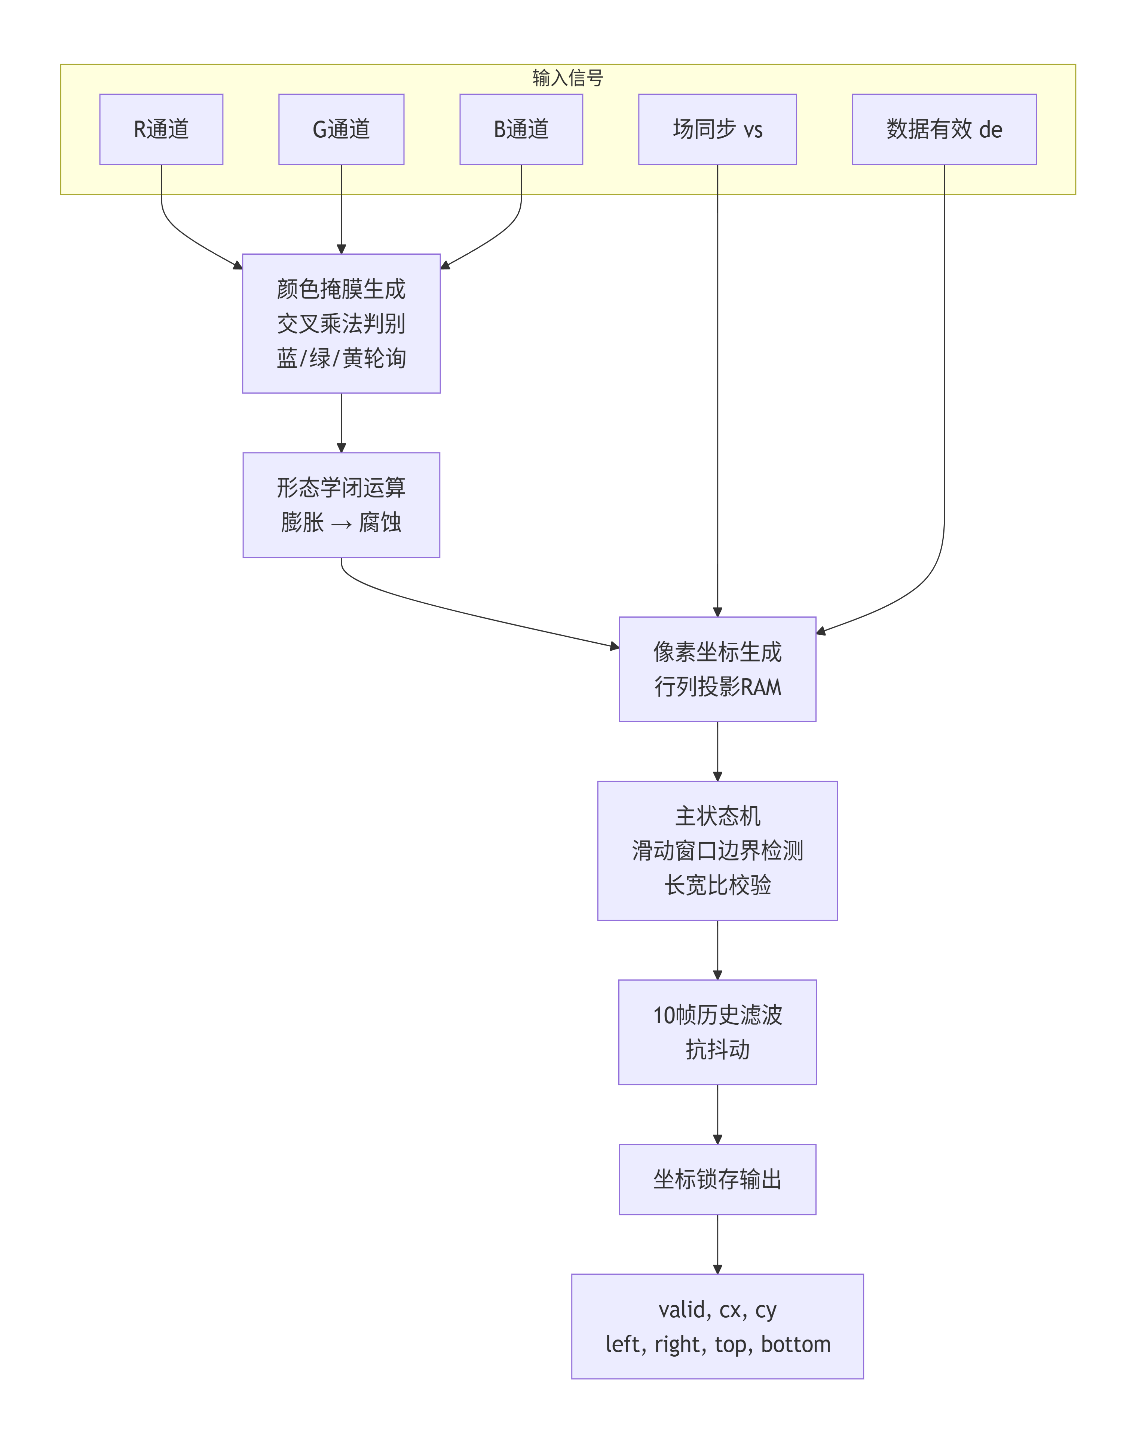 输入信号
R通道
G通道
B通道
场同步 vs
数据有效 de
颜色掩膜生成
交叉乘法判别
蓝/绿/黄轮询
形态学闭运算
膨胀 → 腐蚀
像素坐标生成
行列投影RAM
主状态机
滑动窗口边界检测
长宽比校验
10帧历史滤波
抗抖动
坐标锁存输出
valid, cx, cy
left, right, top, bottom